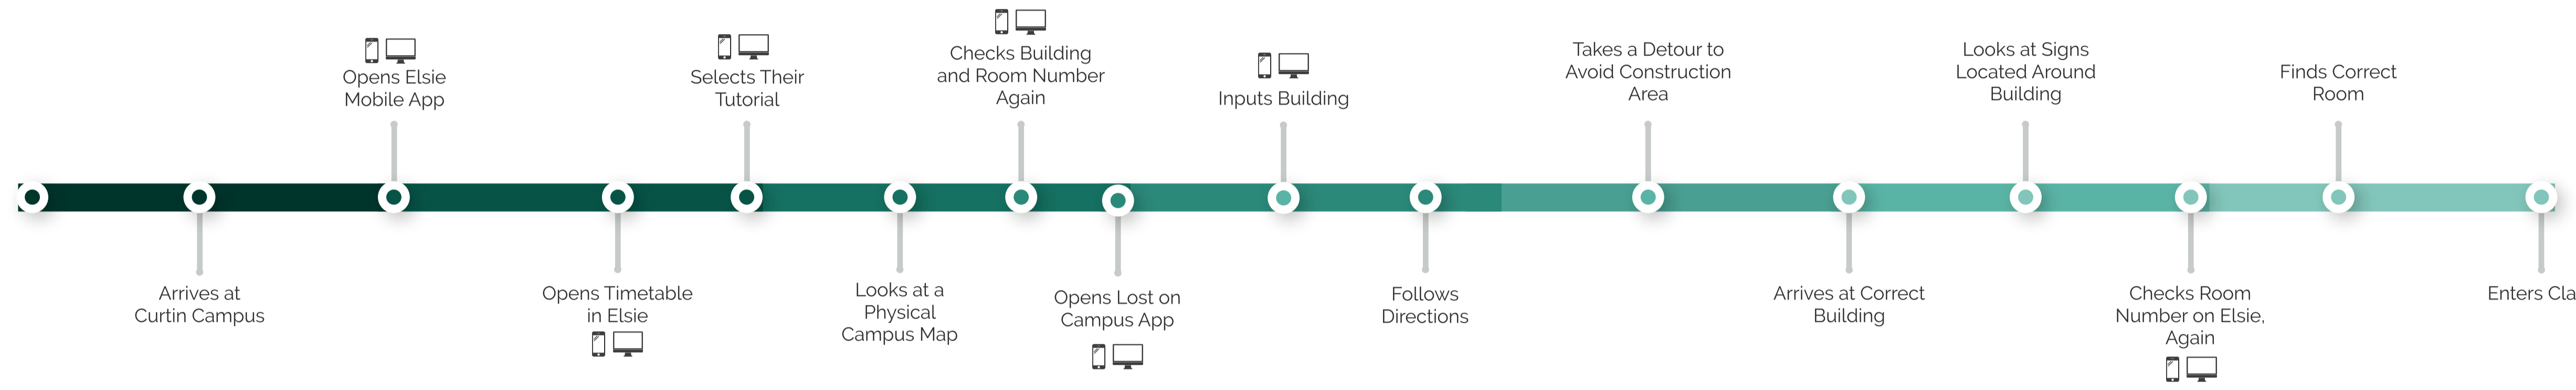 Arrives at
Curtin Campus
Opens Elsie
Mobile App
Opens Timetable
in Elsie
Selects Their
Tutorial
Looks at a
Physical
Campus Map
Checks Building
and Room Number
Again
Opens Lost on
Campus App
Inputs Building
Follows
Directions
Takes a Detour to
Avoid Construction
Area
Arrives at Correct
Building
Looks at Signs
Located Around
Building
Checks Room
Number on Elsie,
Again
Finds Correct
Room
Enters Cla